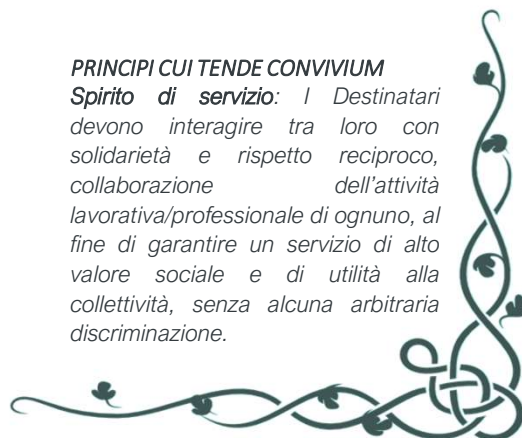 PRINCIPI CUI TENDE CONVIVIUM
Spirito di servizio: I Destinatari
devono interagire tra loro con
solidarietà e rispetto reciproco,
collaborazione dell'attività
lavorativa/professionale di ognuno, al
fine di garantire un servizio di alto
valore sociale e di utilità alla
collettività, senza alcuna arbitraria
discriminazione.